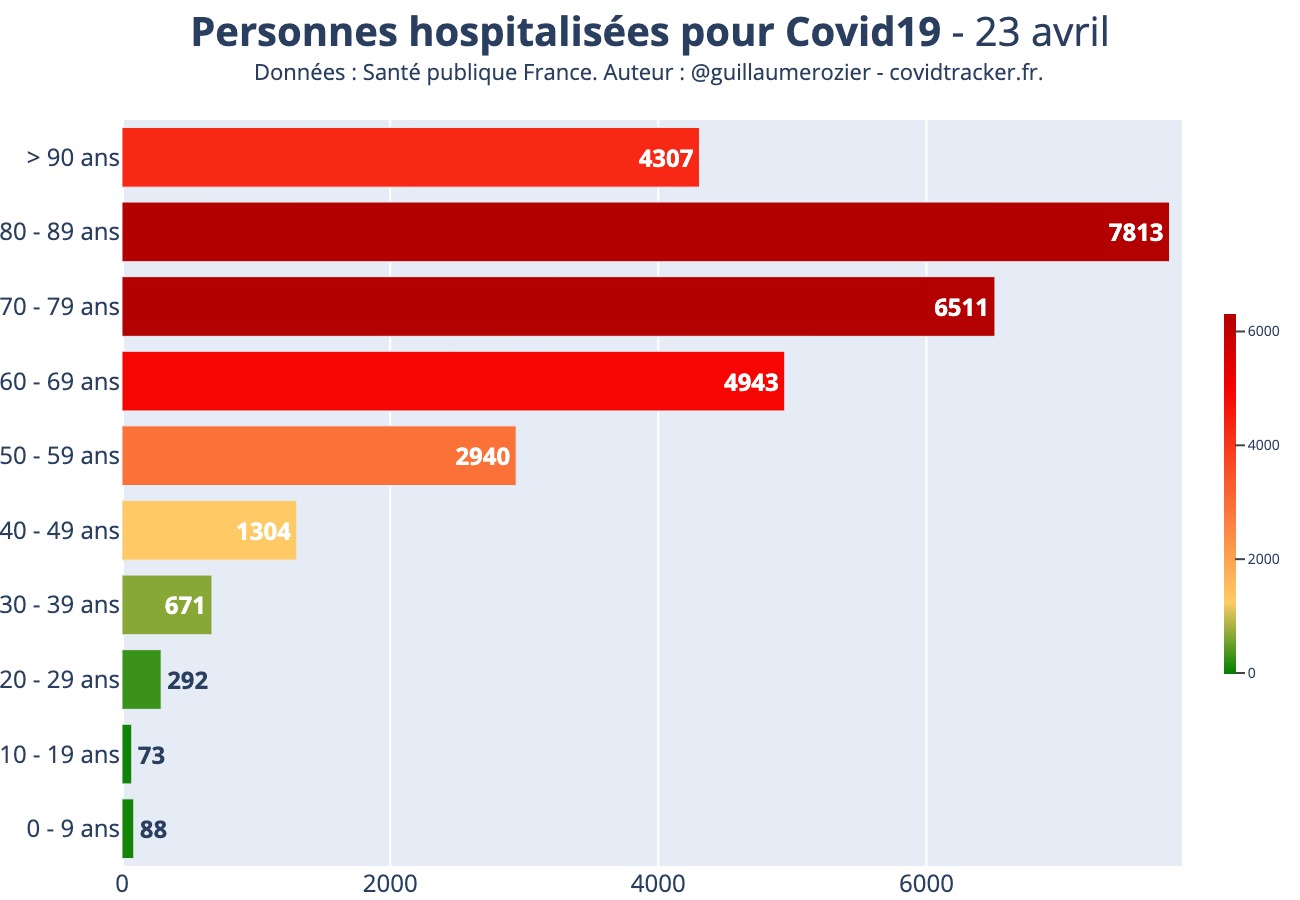 Personnes hospitalisées pour Covid19 - 23 avril
Données : Santé publique France. Auteur : @guillaumerozier - covidtracker.fr.
> 90 ans 4307
80 - 89 ans 7813
70 - 79 ans 6511
60 - 69 ans 4943
50 - 59 ans 2940
40 - 49 ans 1304
30 - 39 ans 671
20 - 29 ans 292
10 - 19 ans 73
0 - 9 ans 88
0 2000 4000 6000
6000
4000
2000
0